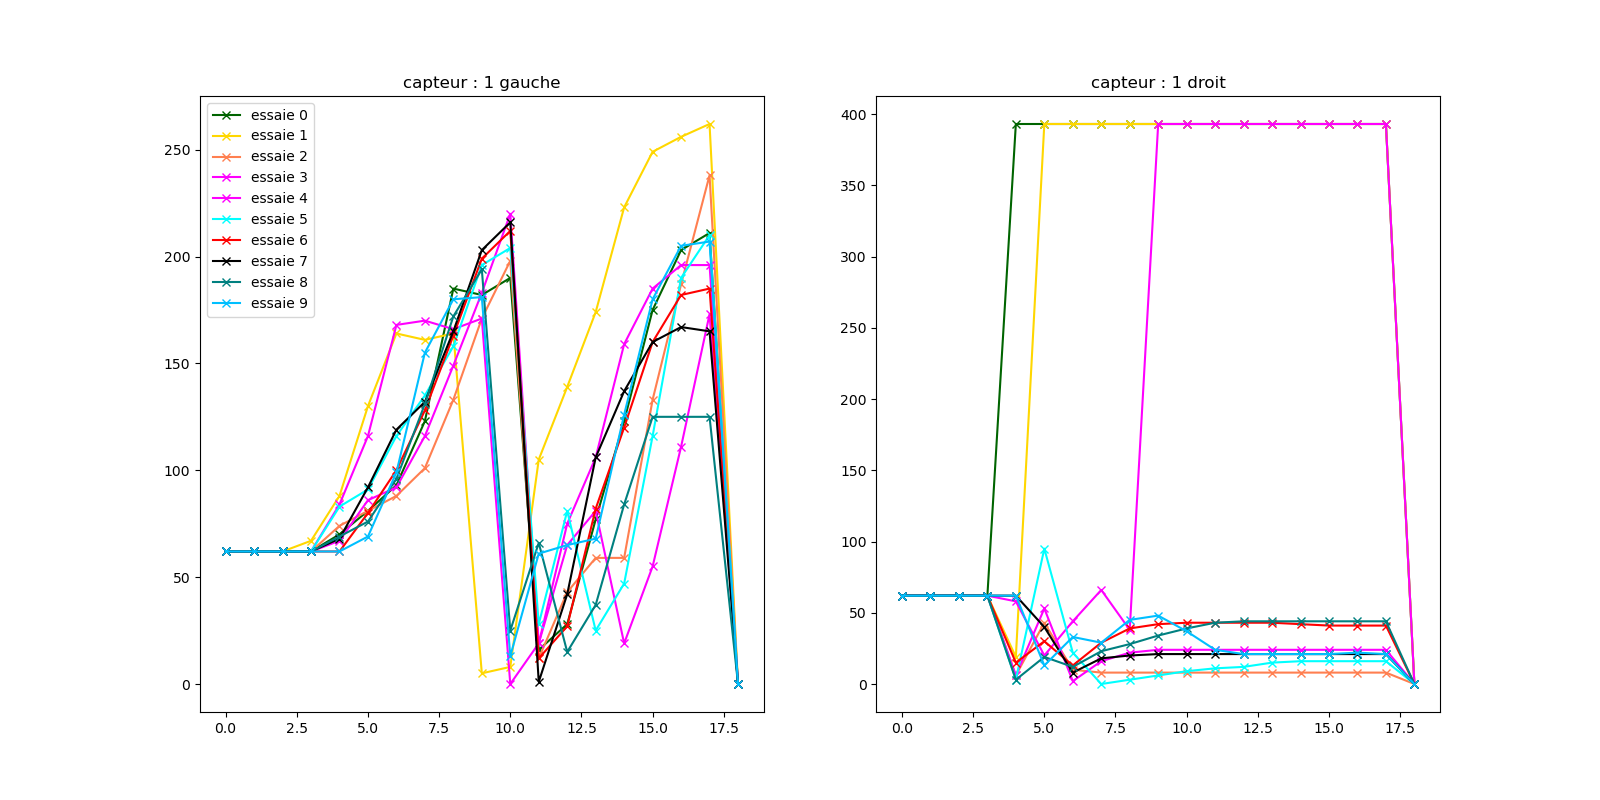 capteur : 1 gauche
essaie 0
essaie 1
essaie 2
essaie 3
essaie 4
essaie 5
essaie 6
essaie 7
essaie 8
essaie 9
250
200
150
100
50
0
0.0 2.5 5.0 7.5 10.0 12.5 15.0 17.5
capteur : 1 droit
400
350
300
250
200
150
100
50
0
0.0 2.5 5.0 7.5 10.0 12.5 15.0 17.5